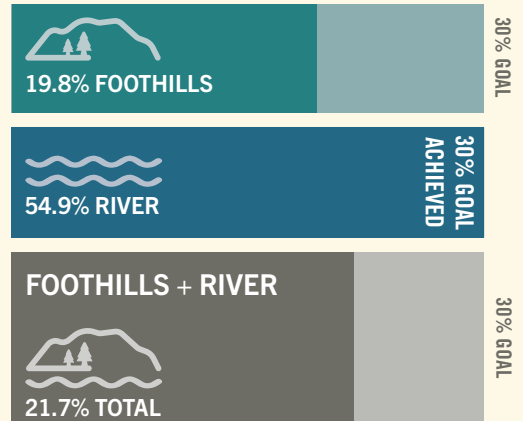 19.8% FOOTHILLS
30% GOAL
54.9% RIVER
30% GOAL
ACHIEVED
FOOTHILLS + RIVER
21.7% TOTAL
30% GOAL